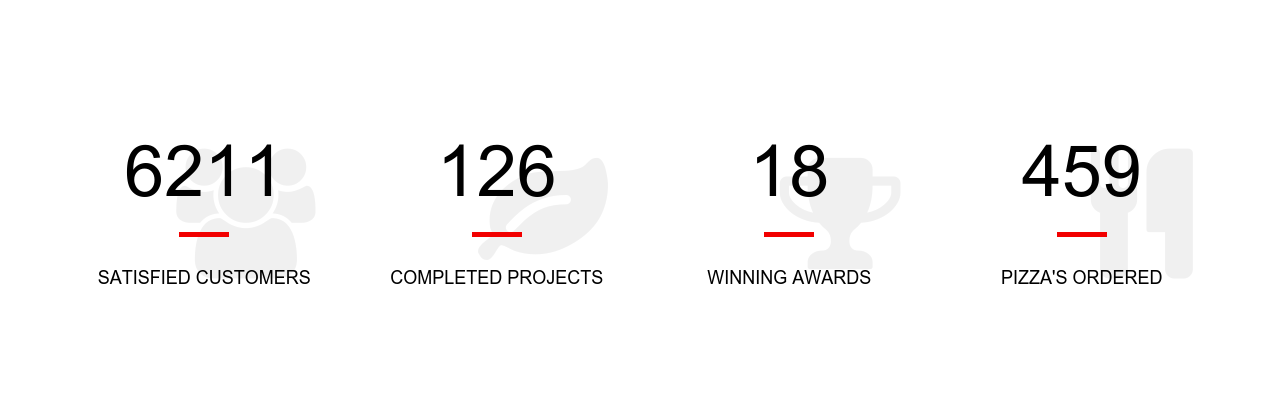 6211
126
18
459
SATISFIED CUSTOMERS
COMPLETED PROJECTS
WINNING AWARDS
PIZZA'S ORDERED